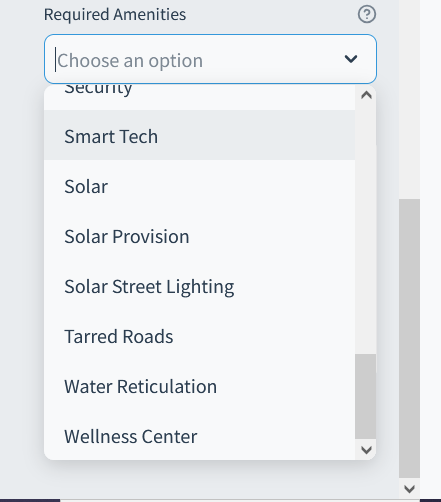 Required Amenities
Choose an option
Security
Smart Tech
Solar
Solar Provision
Solar Street Lighting
Tarred Roads
Water Reticulation
Wellness Center